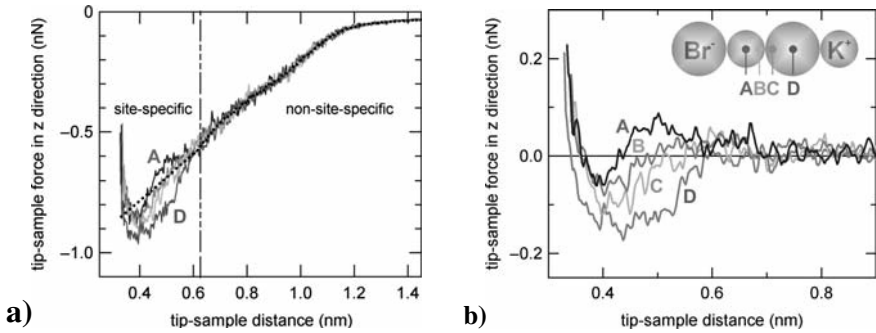 a)
tip-sample force in z direction (nN)
0
−0.5
−1.0
site-specific
non-site-specific
A
D
0.4 0.6 0.8 1.0 1.2 1.4
tip-sample distance (nm)
b)
tip-sample force in z direction (nN)
0.2
0.0
−0.2
Br-
K+
A B C D
A
B
C
D
0.4 0.6 0.8
tip-sample distance (nm)